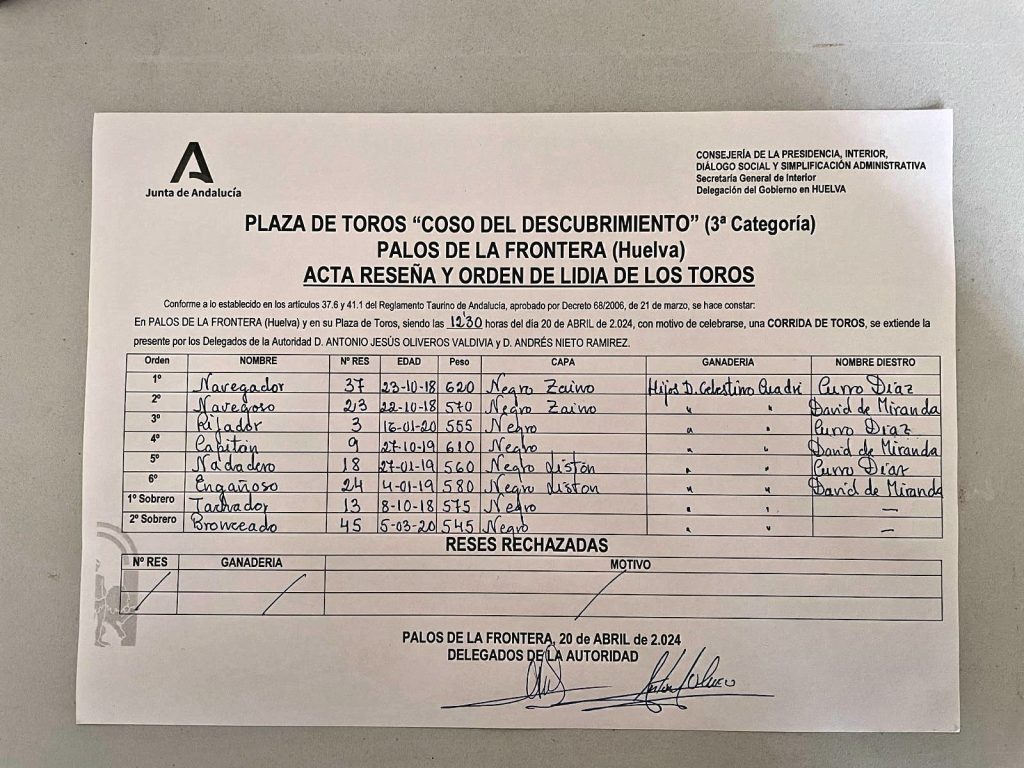 Junta de Andalucía
CONSEJERÍA DE LA PRESIDENCIA, INTERIOR,
DIÁLOGO SOCIAL Y SIMPLIFICACIÓN ADMINISTRATIVA
Secretaría General de Interior
Delegación del Gobierno en HUELVA
PLAZA DE TOROS “COSO DEL DESCUBRIMIENTO” (3ª Categoría)
PALOS DE LA FRONTERA (Huelva)
ACTA RESEÑA Y ORDEN DE LIDIA DE LOS TOROS
Conforme a lo establecido en los artículos 37.6 y 41.1 del Reglamento Taurino de Andalucia, aprobado por Decreto 68/2006, de 21 de marzo, se hace constar:
En PALOS DE LA FRONTERA (Huelva) y en su Plaza de Toros, siendo las 12'30 horas del día 20 de ABRIL de 2.024, con motivo de celebrarse, una CORRIDA DE TOROS, se extiende la
presente por los Delegados de la Autoridad D. ANTONIO JESÚS OLIVEROS VALDIVIA y D. ANDRÉS NIETO RAMIREZ.
Orden NOMBRE Nº RES EDAD Peso CAPA GANADERIA NOMBRE DIESTRO
1º Navegador 37 23-10-18 620 Negro Zaino Hijos D. Celestino Cuadri Curro Díaz
2º Navegoso 23 22-10-18 570 Negro Zaino " " David de Miranda
3º Fijador 3 16-01-20 555 Negro " " Curro Díaz
4º Capitán 9 27-10-19 610 Negro " " David de Miranda
5º Nadadero 18 27-01-19 560 Negro Listón " " Curro Díaz
6º Engañoso 24 4-01-19 580 Negro Listón " " David de Miranda
1º Sobrero Tachador 13 8-10-18 575 Negro " " —
2º Sobrero Bronceado 45 5-03-20 545 Negro " " —
RESES RECHAZADAS
Nº RES GANADERIA MOTIVO
PALOS DE LA FRONTERA, 20 de ABRIL de 2.024
DELEGADOS DE LA AUTORIDAD